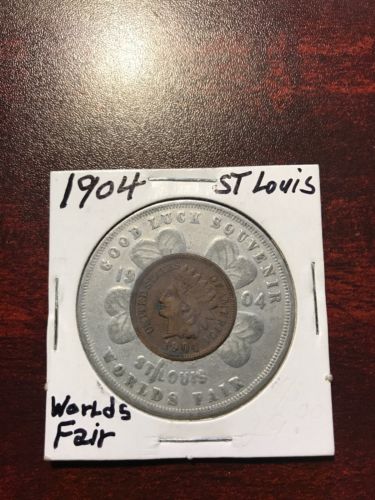 1904 ST Louis
GOOD LUCK SOUVENIR
19 04
ST LOUIS
WORLDS FAIR
Worlds
Fair